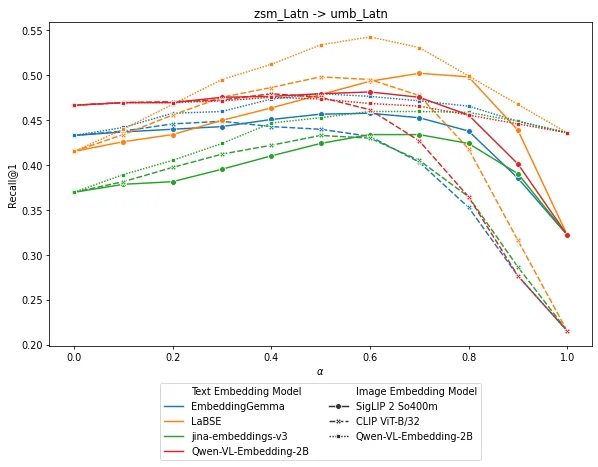 zsm_Latn -> umb_Latn
Recall@1
0.55
0.50
0.45
0.40
0.35
0.30
0.25
0.20
0.0 0.2 0.4 0.6 0.8 1.0
α
Text Embedding Model Image Embedding Model
EmbeddingGemma SigLIP 2 So400m
LaBSE CLIP ViT-B/32
jina-embeddings-v3 Qwen-VL-Embedding-2B
Qwen-VL-Embedding-2B